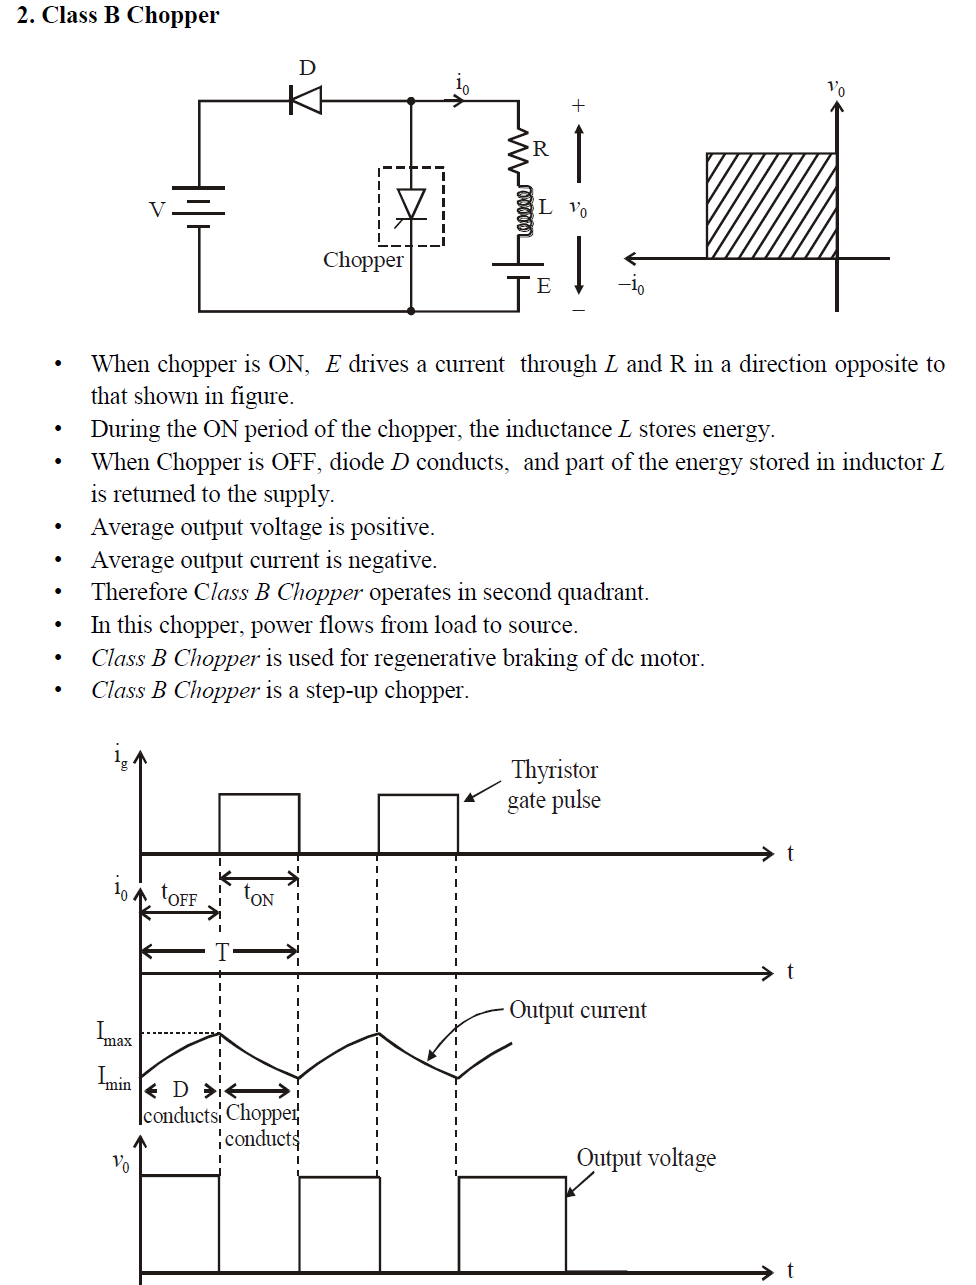 2. Class B Chopper
D
i0
v0
+
R
V
L v0
Chopper
E
–i0
–
• When chopper is ON, E drives a current through L and R in a direction opposite to
that shown in figure.
• During the ON period of the chopper, the inductance L stores energy.
• When Chopper is OFF, diode D conducts, and part of the energy stored in inductor L
is returned to the supply.
• Average output voltage is positive.
• Average output current is negative.
• Therefore Class B Chopper operates in second quadrant.
• In this chopper, power flows from load to source.
• Class B Chopper is used for regenerative braking of dc motor.
• Class B Chopper is a step-up chopper.
ig
Thyristor
gate pulse
t
i0
tOFF
tON
T
t
Output current
Imax
Imin
D
conducts
Chopper
conducts
v0
Output voltage
t